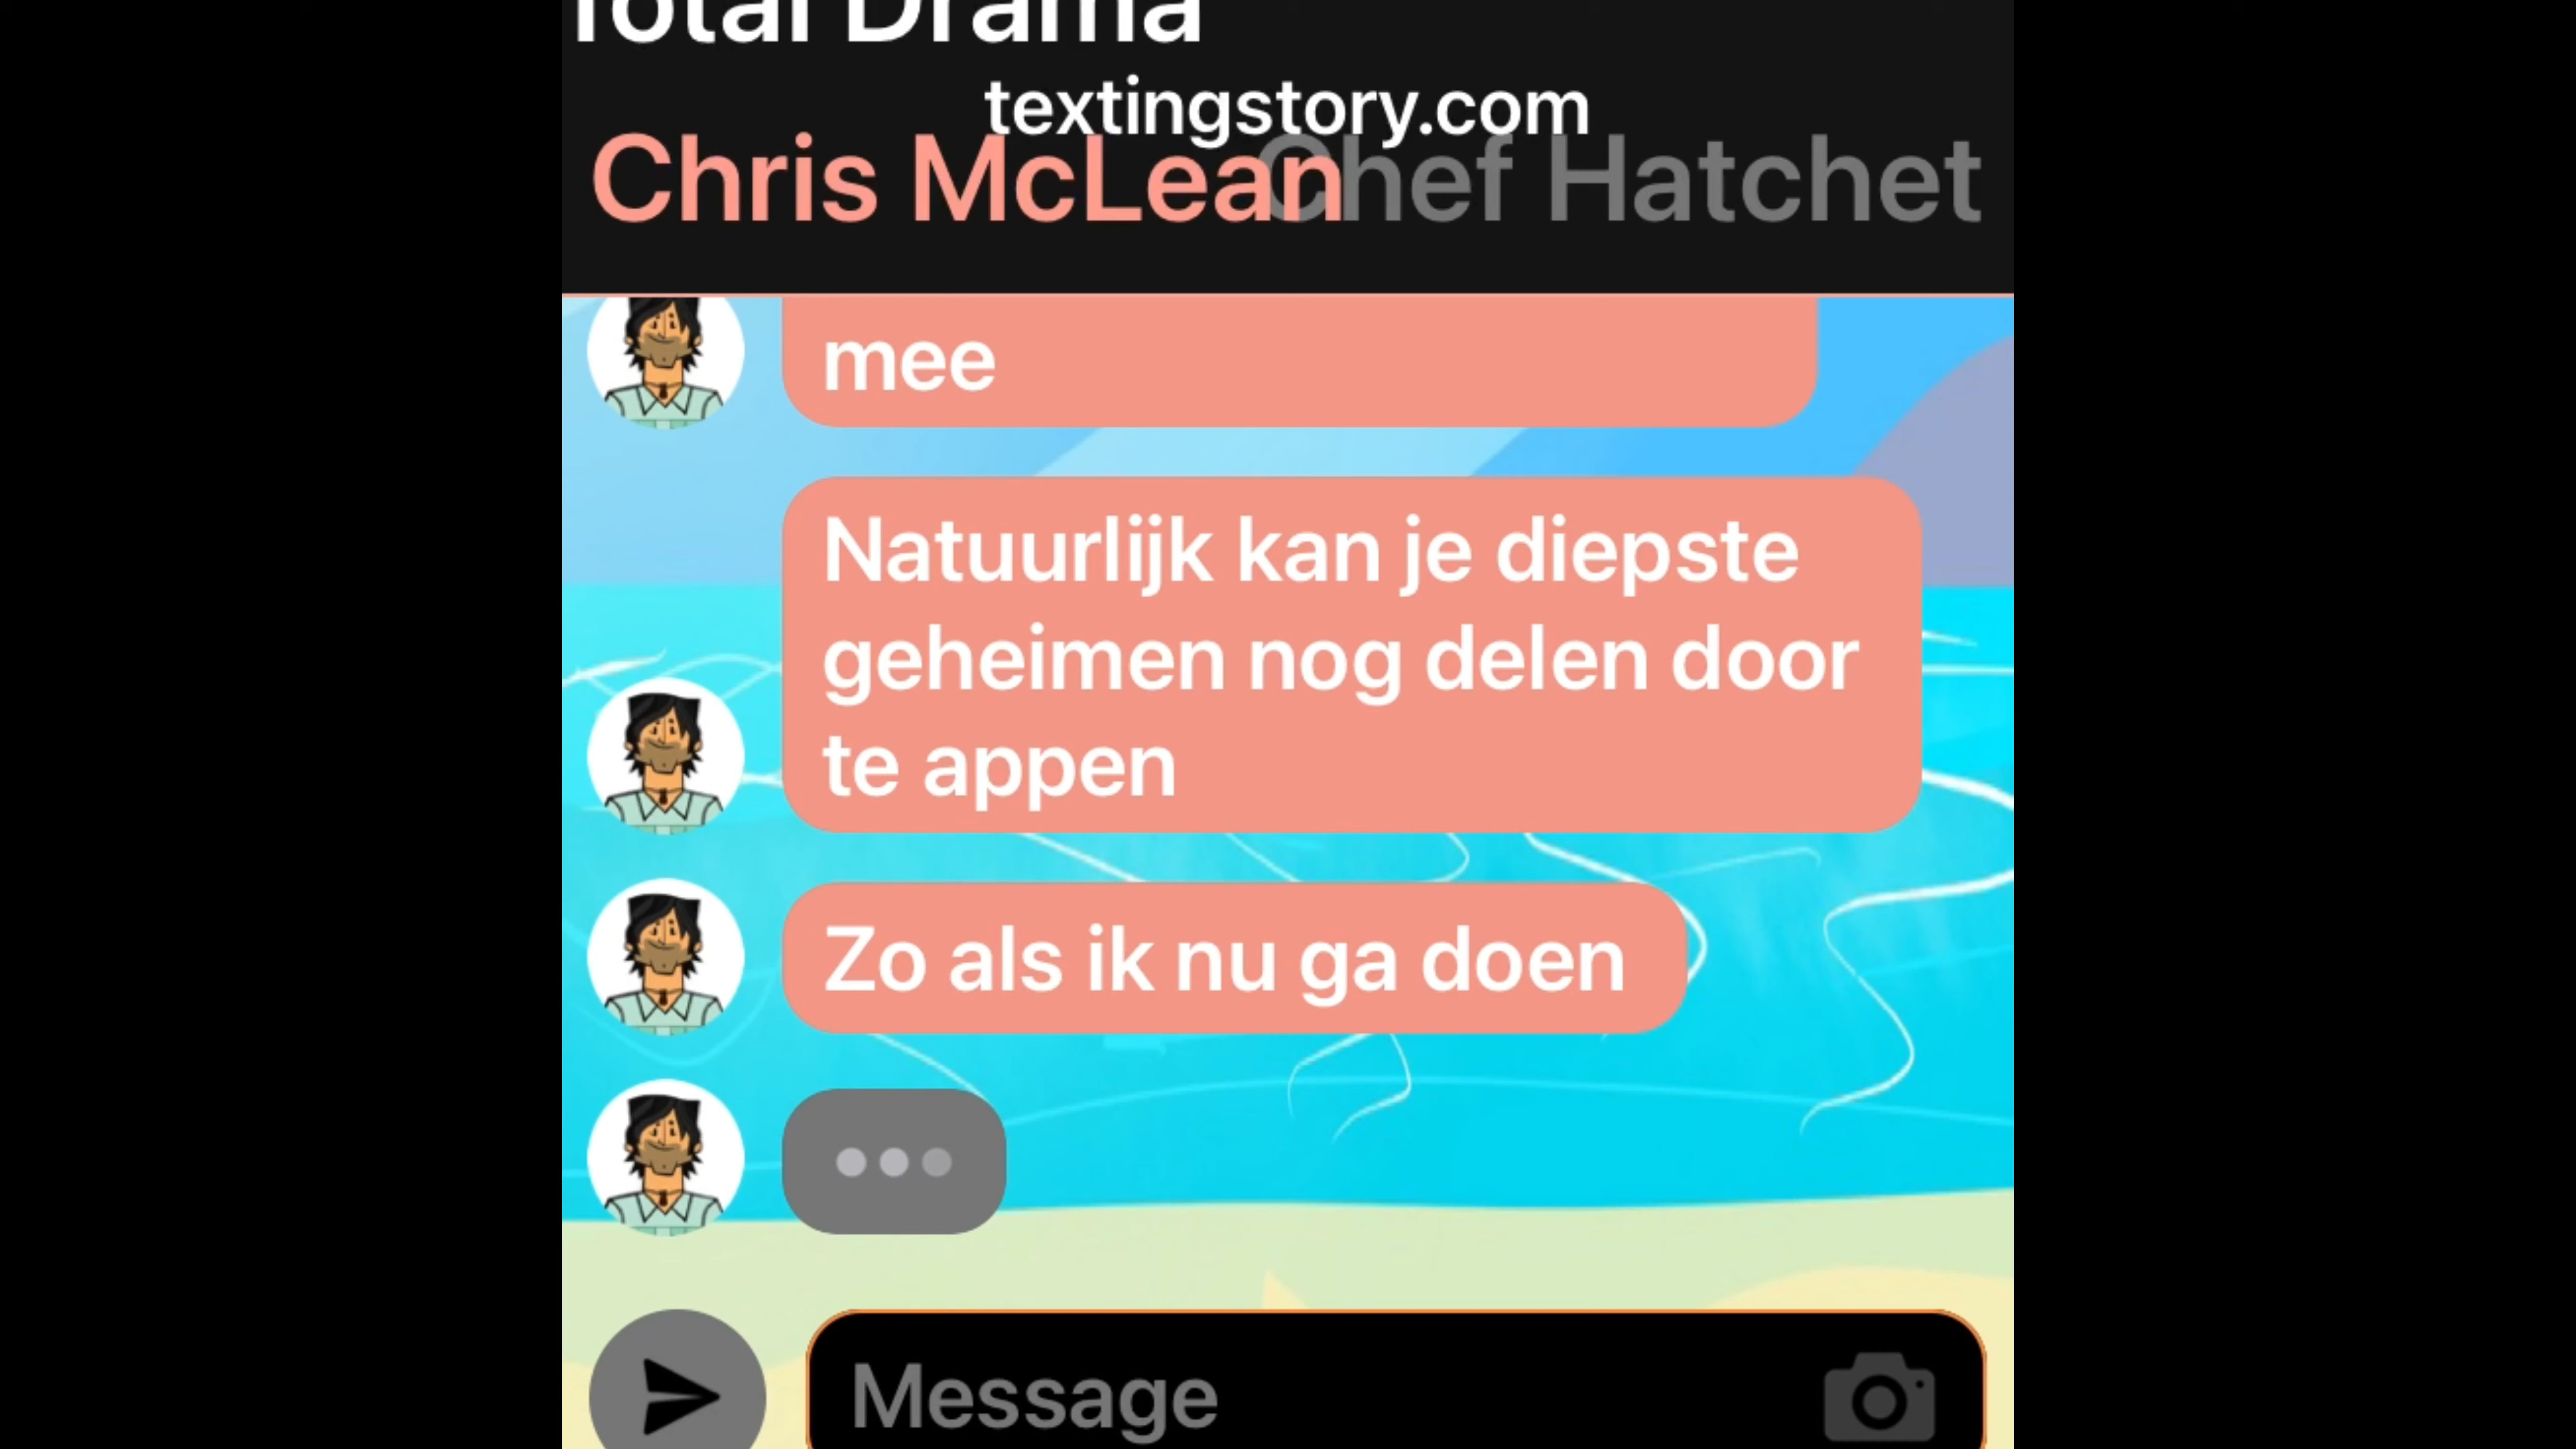 Total Drama
textingstory.com
Chris McLean Chef Hatchet
mee
Natuurlijk kan je diepste
geheimen nog delen door
te appen
Zo als ik nu ga doen
Message